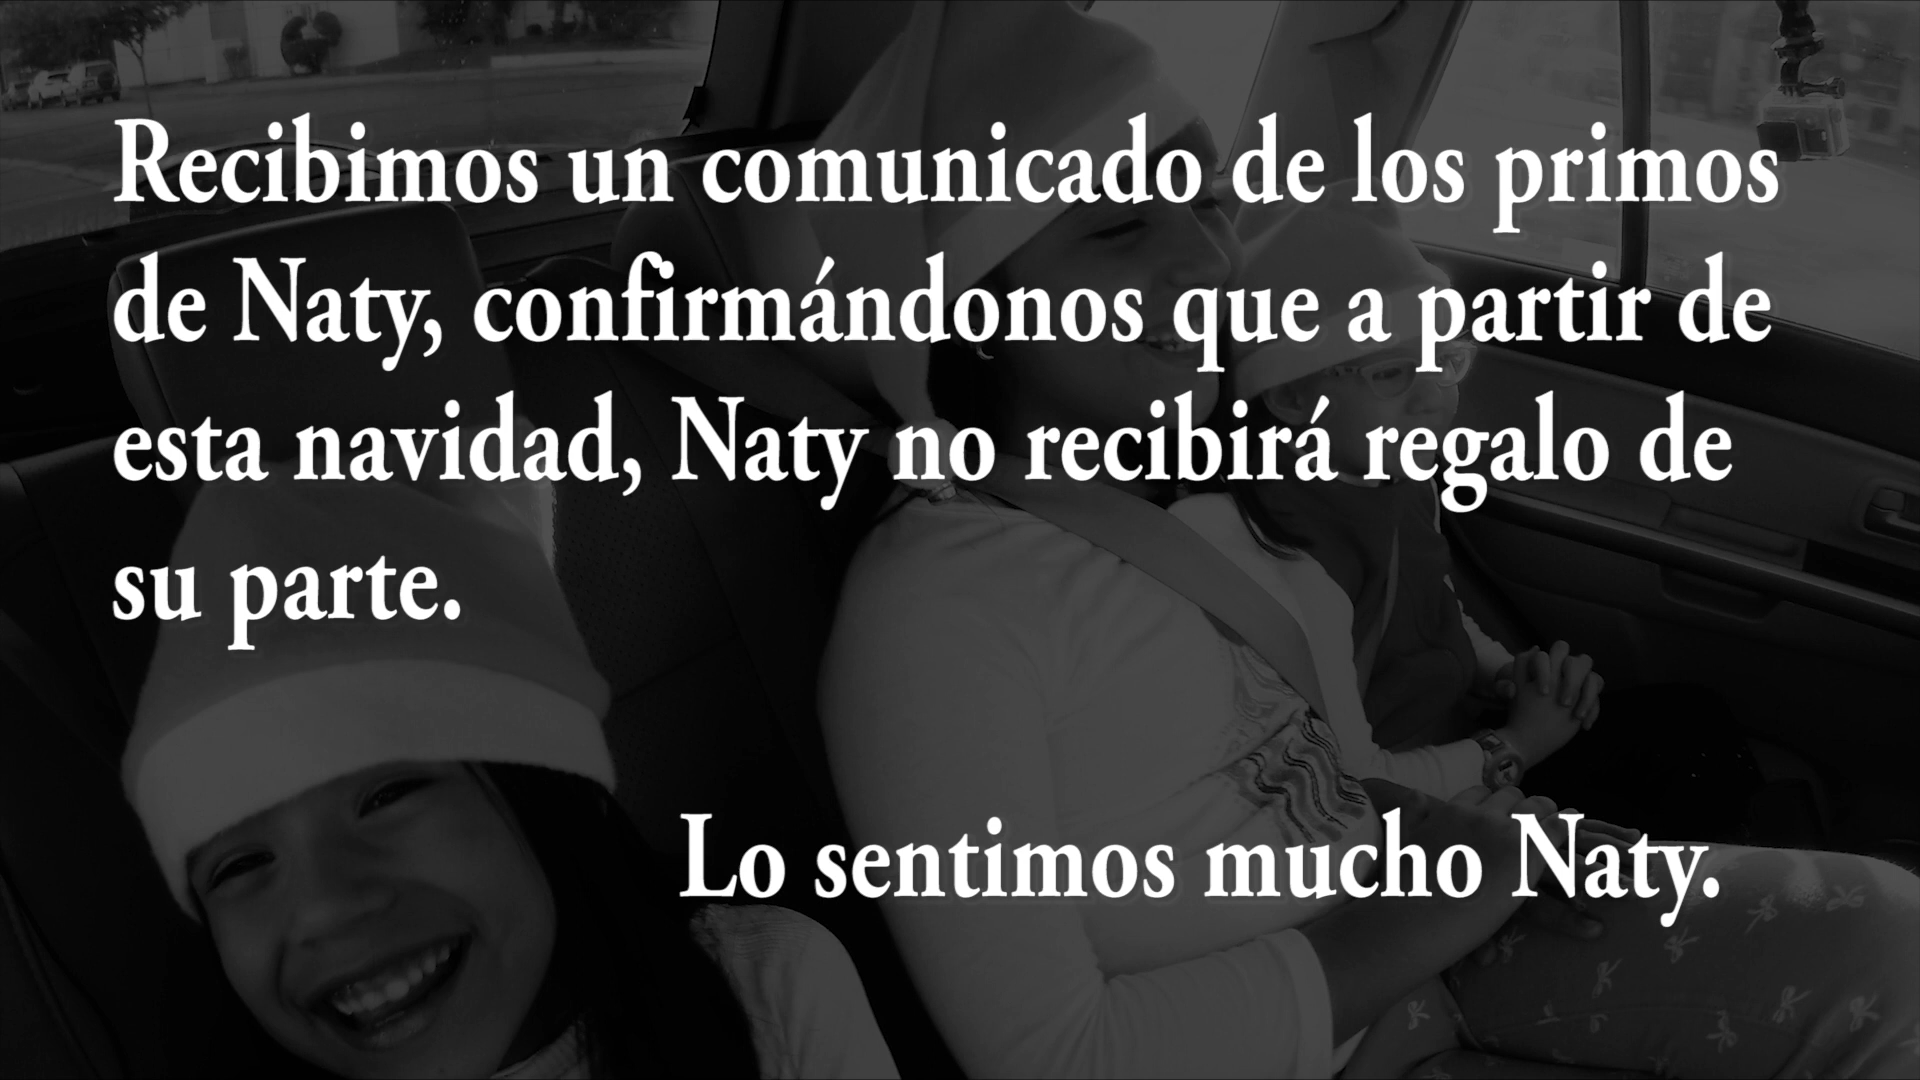 Recibimos un comunicado de los primos
de Naty, confirmándonos que a partir de
esta navidad, Naty no recibirá regalo de
su parte.
Lo sentimos mucho Naty.